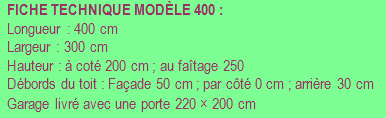 FICHE TECHNIQUE MODÈLE 400 :
Longueur : 400 cm
Largeur : 300 cm
Hauteur : à coté 200 cm ; au faîtage 250
Débords du toit : Façade 50 cm ; par côté 0 cm ; arrière 30 cm
Garage livré avec une porte 220 × 200 cm